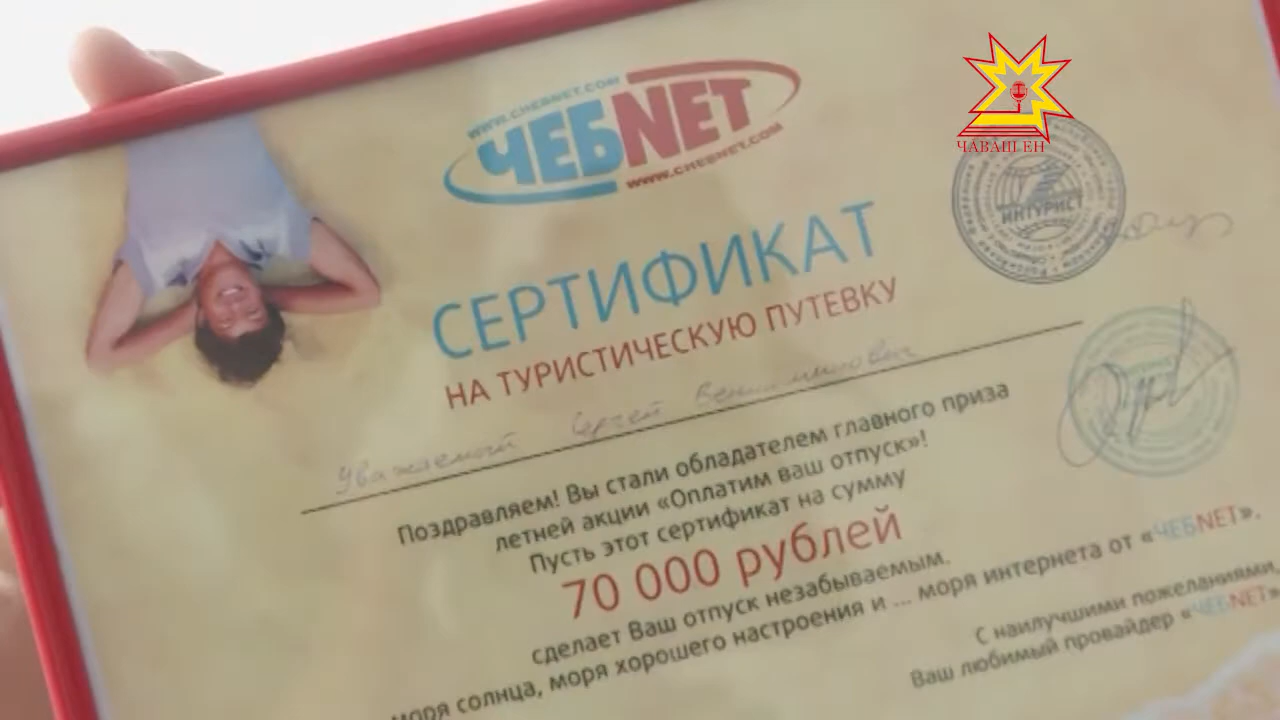 WWW.CHEBNET.COM
ЧЕБNET
www.CHEBNET.COM
ЧĂВАШ ЕН
ИНТУРИСТ
СЕРТИФИКАТ
НА ТУРИСТИЧЕСКУЮ ПУТЕВКУ
Уважаемый Сергей Вениаминович
Поздравляем! Вы стали обладателем главного приза
летней акции «Оплатим ваш отпуск»!
Пусть этот сертификат на сумму
70 000 рублей
сделает Ваш отпуск незабываемым.
моря солнца, моря хорошего настроения и ... моря интернета от «ЧЕБNET».
С наилучшими пожеланиями,
Ваш любимый провайдер «ЧЕБNET»